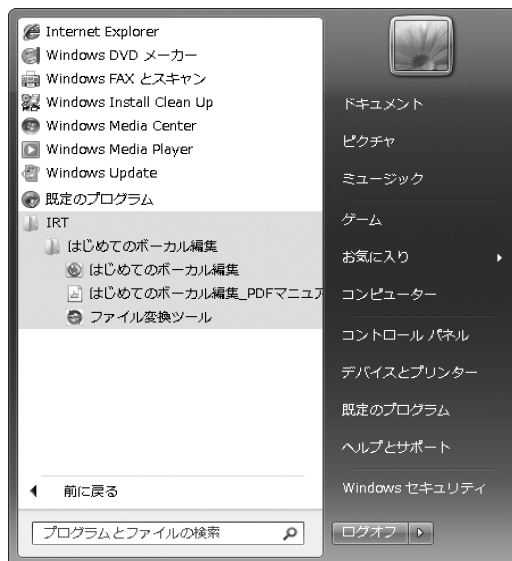 Internet Explorer
Windows DVD メーカー
Windows FAX とスキャン
Windows Install Clean Up
Windows Media Center
Windows Media Player
Windows Update
既定のプログラム
IRT
はじめてのボーカル編集
はじめてのボーカル編集
はじめてのボーカル編集_PDFマニュア
ファイル変換ツール
前に戻る
プログラムとファイルの検索
ドキュメント
ピクチャ
ミュージック
ゲーム
お気に入り
コンピューター
コントロール パネル
デバイスとプリンター
既定のプログラム
ヘルプとサポート
Windows セキュリティ
ログオフ